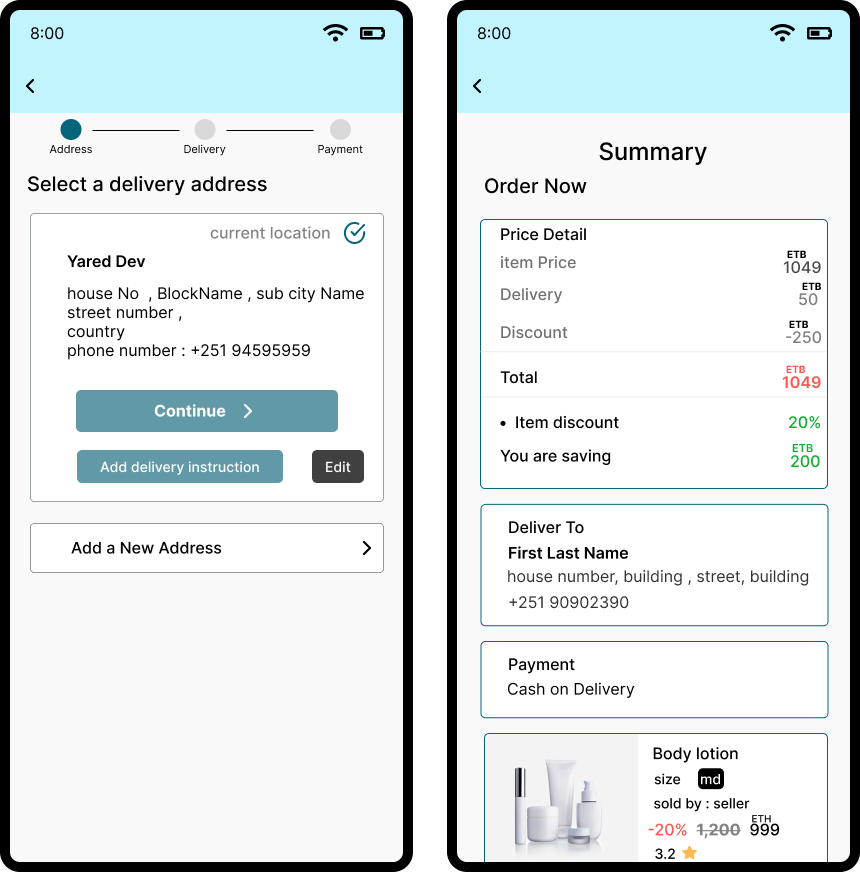 8:00
Address
Delivery
Payment
Select a delivery address
current location
Yared Dev
house No , BlockName , sub city Name
street number ,
country
phone number : +251 94595959
Continue
Add delivery instruction
Edit
Add a New Address
8:00
Summary
Order Now
Price Detail
item Price
ETB
1049
Delivery
ETB
50
Discount
ETB
-250
Total
ETB
1049
• Item discount
20%
You are saving
ETB
200
Deliver To
First Last Name
house number, building , street, building
+251 90902390
Payment
Cash on Delivery
Body lotion
size md
sold by : seller
ETH
-20% 1,200 999
3.2